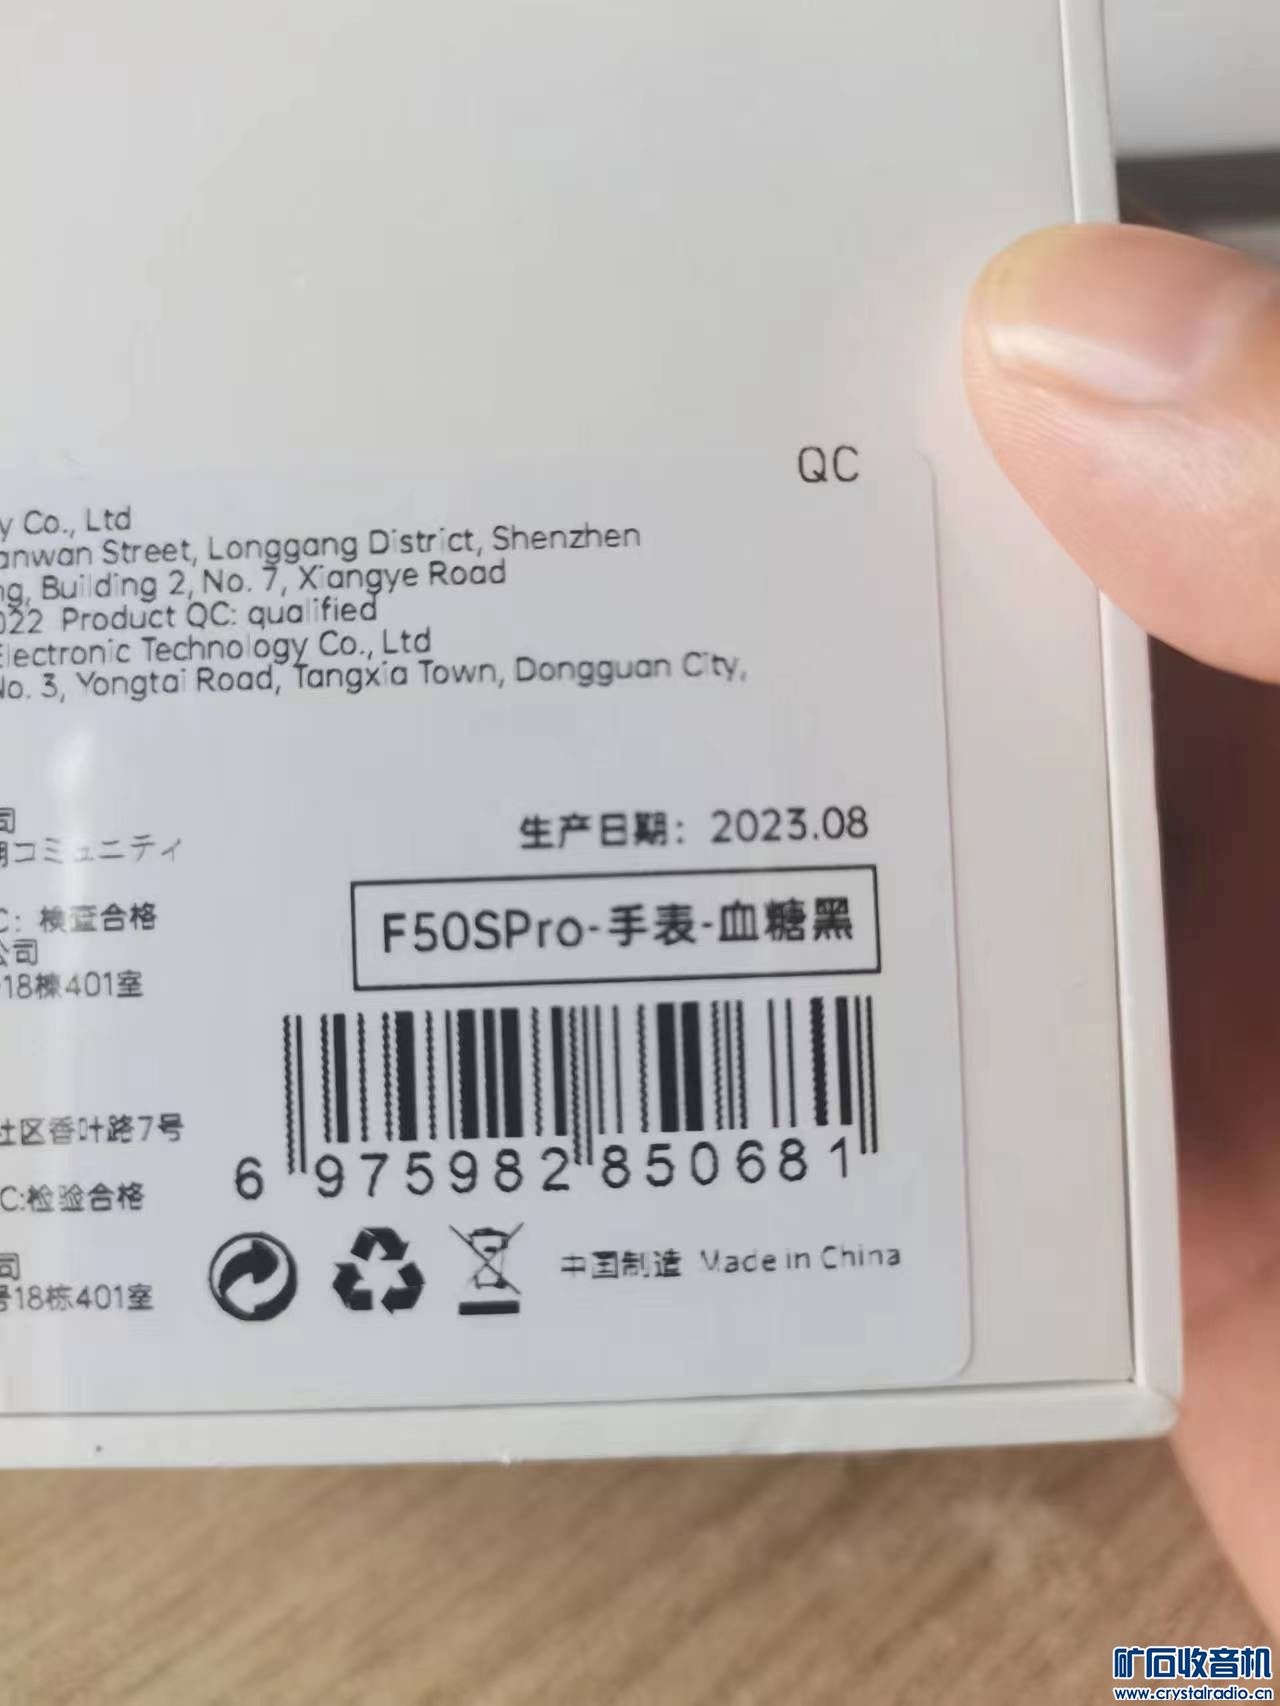 QC
y Co., Ltd
anwan Street, Longgang District, Shenzhen
ng, Building 2, No. 7, Xiangye Road
022 Product QC: qualified
Electronic Technology Co., Ltd
No. 3, Yongtai Road, Tangxia Town, Dongguan City,
司
コミュニティ
生产日期：2023.08
C：検査合格
F50SPro-手表-血糖黑
公司
18棟401室
社区香叶路7号
C:检验合格
6 975982 850681
司
号18栋401室
中国制造 Made in China
矿石收音机
www.crystalradio.cn